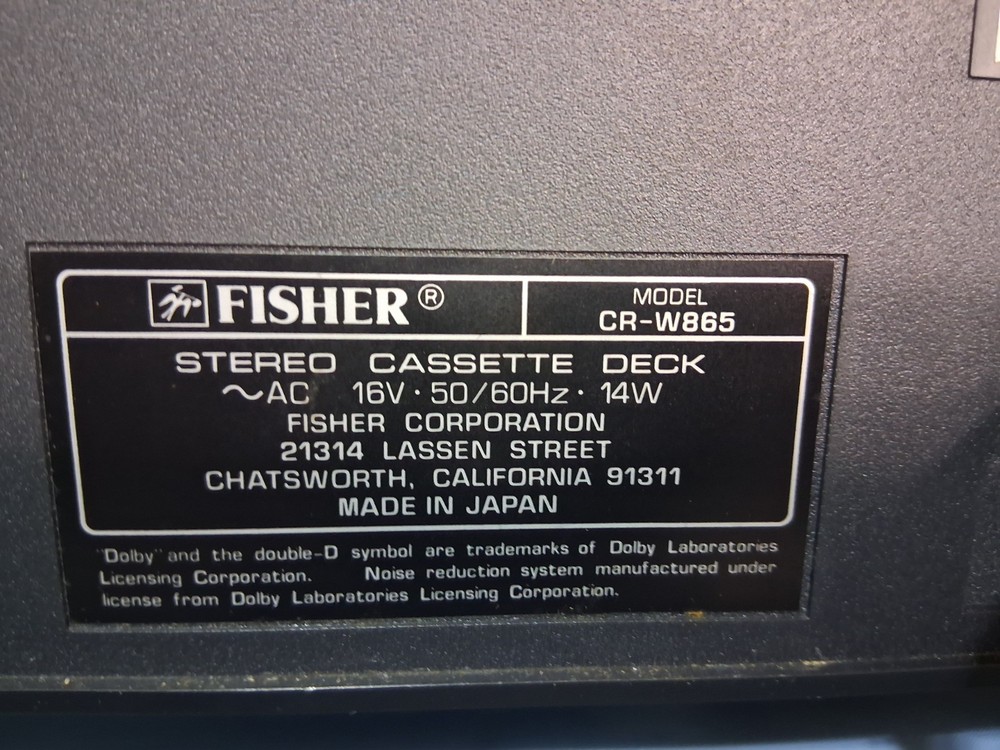 FISHER®
MODEL
CR-W865
STEREO CASSETTE DECK
~AC 16V · 50/60Hz · 14W
FISHER CORPORATION
21314 LASSEN STREET
CHATSWORTH, CALIFORNIA 91311
MADE IN JAPAN
"Dolby" and the double-D symbol are trademarks of Dolby Laboratories
Licensing Corporation. Noise reduction system manufactured under
license from Dolby Laboratories Licensing Corporation.